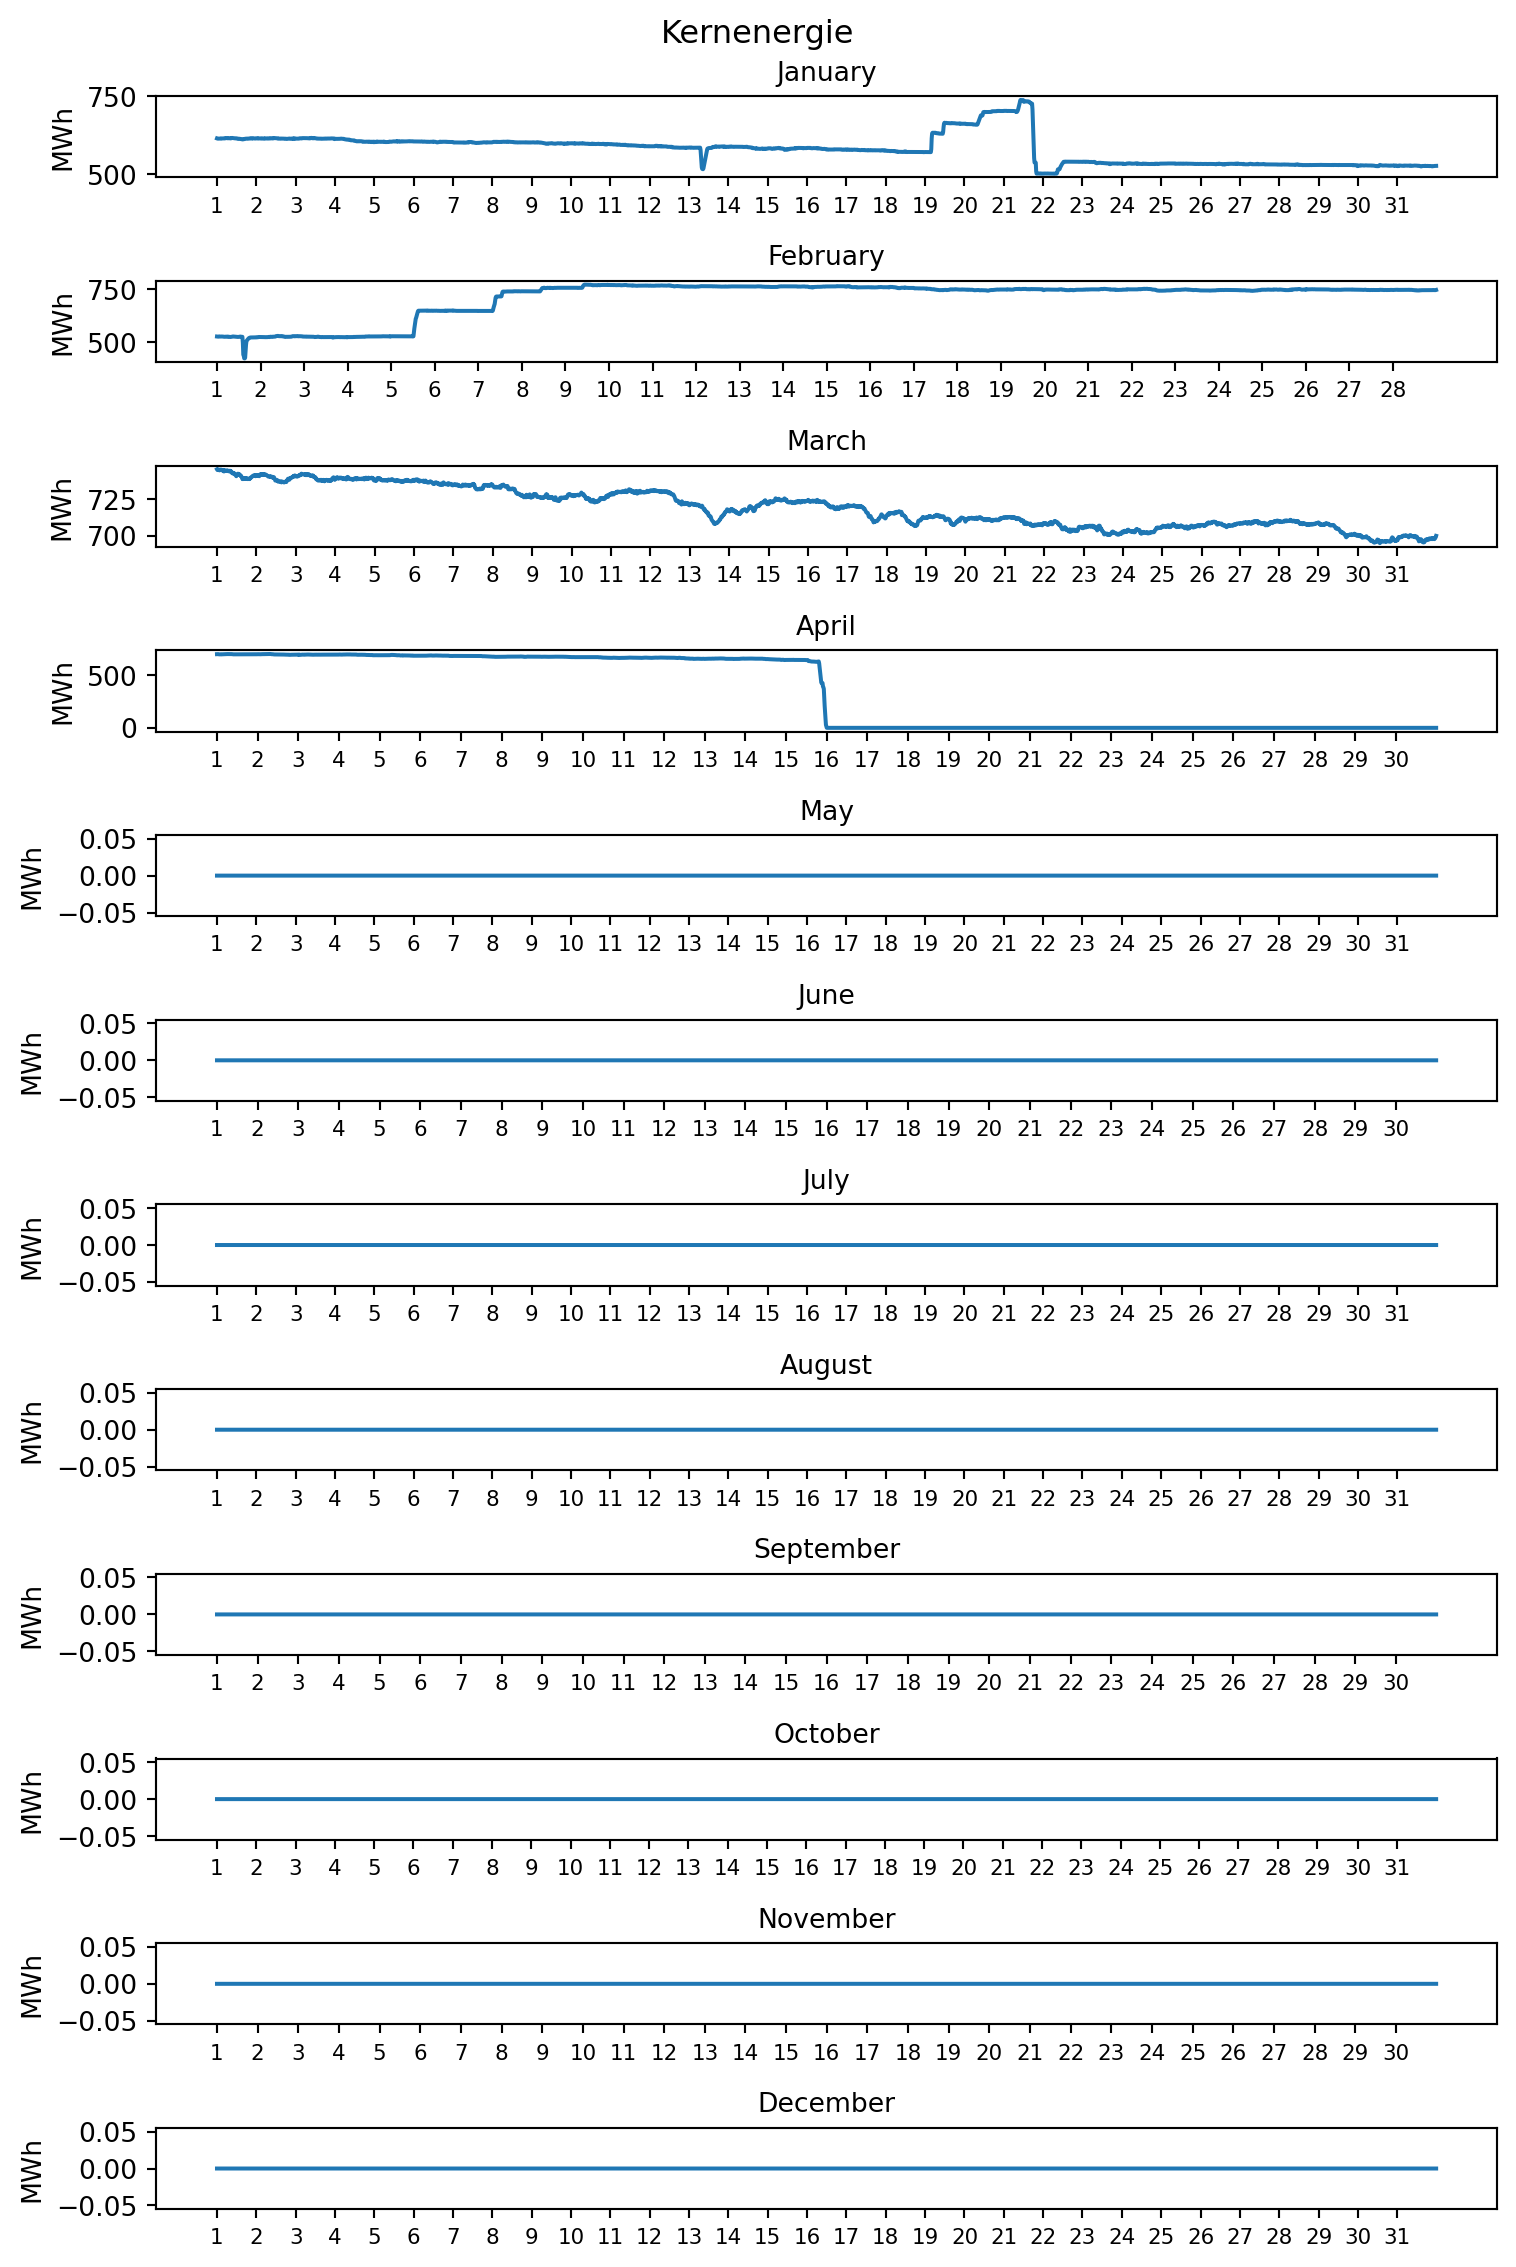 Kernenergie
January
MWh
750
500
1 2 3 4 5 6 7 8 9 10 11 12 13 14 15 16 17 18 19 20 21 22 23 24 25 26 27 28 29 30 31
February
MWh
750
500
1 2 3 4 5 6 7 8 9 10 11 12 13 14 15 16 17 18 19 20 21 22 23 24 25 26 27 28
March
MWh
725
700
1 2 3 4 5 6 7 8 9 10 11 12 13 14 15 16 17 18 19 20 21 22 23 24 25 26 27 28 29 30 31
April
MWh
500
0
1 2 3 4 5 6 7 8 9 10 11 12 13 14 15 16 17 18 19 20 21 22 23 24 25 26 27 28 29 30
May
MWh
0.05
0.00
−0.05
1 2 3 4 5 6 7 8 9 10 11 12 13 14 15 16 17 18 19 20 21 22 23 24 25 26 27 28 29 30 31
June
MWh
0.05
0.00
−0.05
1 2 3 4 5 6 7 8 9 10 11 12 13 14 15 16 17 18 19 20 21 22 23 24 25 26 27 28 29 30
July
MWh
0.05
0.00
−0.05
1 2 3 4 5 6 7 8 9 10 11 12 13 14 15 16 17 18 19 20 21 22 23 24 25 26 27 28 29 30 31
August
MWh
0.05
0.00
−0.05
1 2 3 4 5 6 7 8 9 10 11 12 13 14 15 16 17 18 19 20 21 22 23 24 25 26 27 28 29 30 31
September
MWh
0.05
0.00
−0.05
1 2 3 4 5 6 7 8 9 10 11 12 13 14 15 16 17 18 19 20 21 22 23 24 25 26 27 28 29 30
October
MWh
0.05
0.00
−0.05
1 2 3 4 5 6 7 8 9 10 11 12 13 14 15 16 17 18 19 20 21 22 23 24 25 26 27 28 29 30 31
November
MWh
0.05
0.00
−0.05
1 2 3 4 5 6 7 8 9 10 11 12 13 14 15 16 17 18 19 20 21 22 23 24 25 26 27 28 29 30
December
MWh
0.05
0.00
−0.05
1 2 3 4 5 6 7 8 9 10 11 12 13 14 15 16 17 18 19 20 21 22 23 24 25 26 27 28 29 30 31